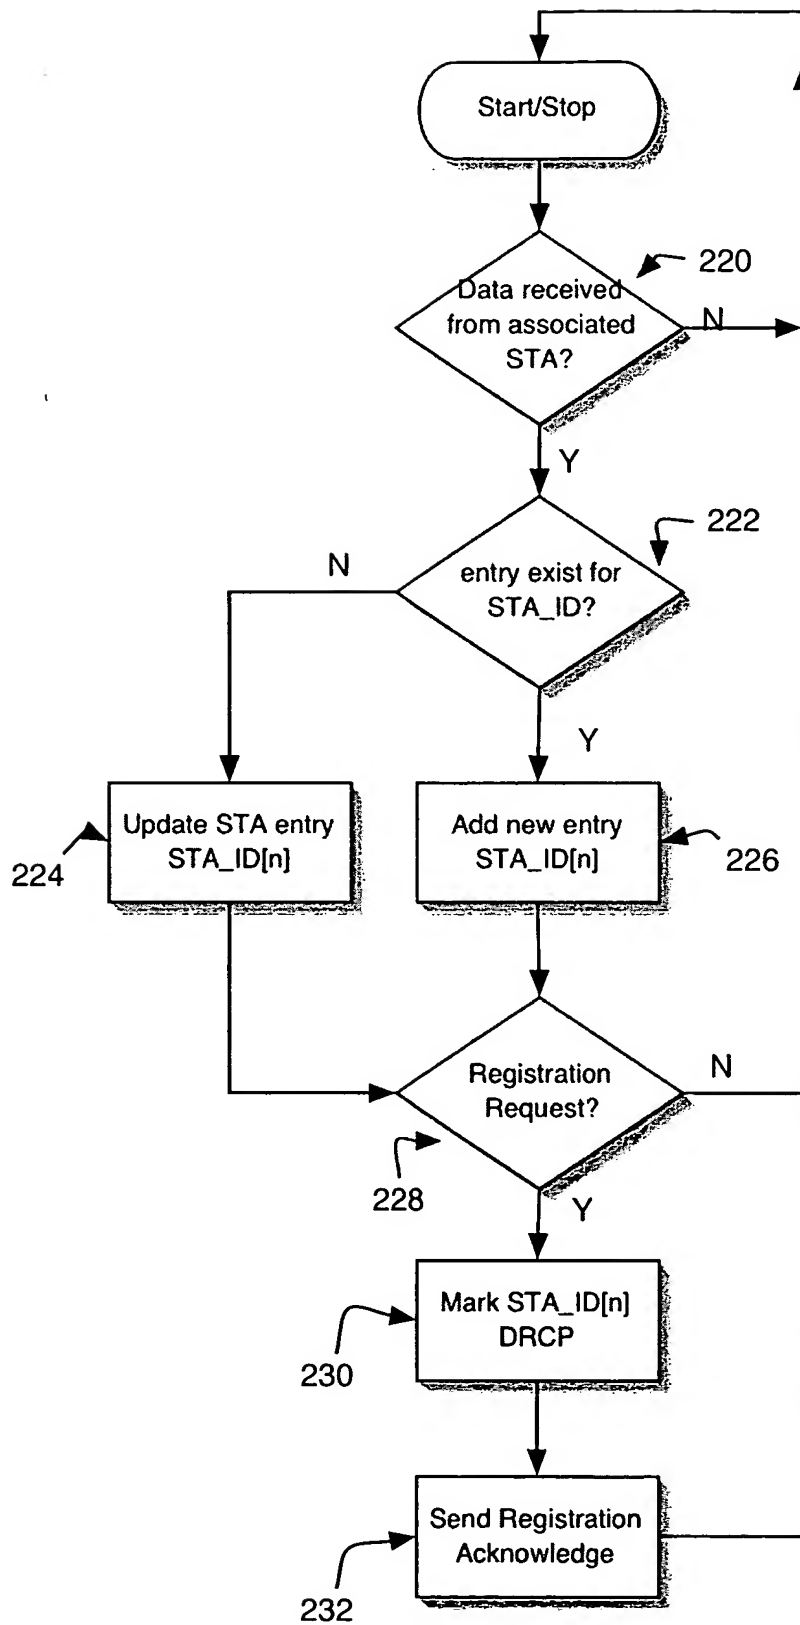 Start/Stop
220
Data received
from associated
STA?
N
Y
222
N
entry exist for
STA_ID?
Y
Update STA entry
STA_ID[n]
224
Add new entry
STA_ID[n]
226
Registration
Request?
N
228
Y
Mark STA_ID[n]
DRCP
230
Send Registration
Acknowledge
232